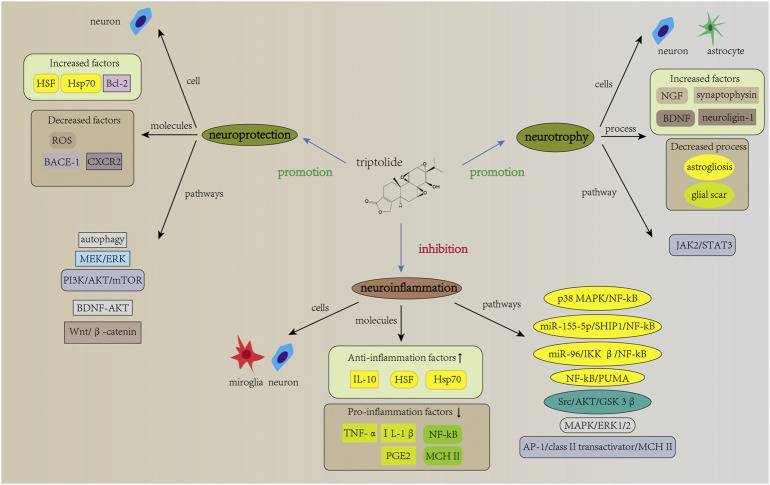 neuron
Increased factors
HSF Hsp70 Bcl-2
cell
Decreased factors
ROS
BACE-1 CXCR2
molecules
neuroprotection
pathways
autophagy
MEK/ERK
PI3K/AKT/mTOR
BDNF-AKT
Wnt/ β -catenin
promotion
triptolide
promotion
O
O
O
O
O
OH
H
inhibition
neurotrophy
neuron astrocyte
cells
Increased factors
NGF synaptophysin
BDNF neuroligin-1
process
Decreased process
astrogliosis
glial scar
pathway
JAK2/STAT3
neuroinflammation
cells
miroglia neuron
molecules
Anti-inflammation factors ↑
IL-10 HSF Hsp70
Pro-inflammation factors ↓
TNF- α I L-1 β NF-kB
PGE2 MCH II
pathways
p38 MAPK/NF-kB
miR-155-5p/SHIP1/NF-kB
miR-96/IKK β /NF-kB
NF-kB/PUMA
Src/AKT/GSK 3 β
MAPK/ERK1/2
AP-1/class II transactivator/MCH II